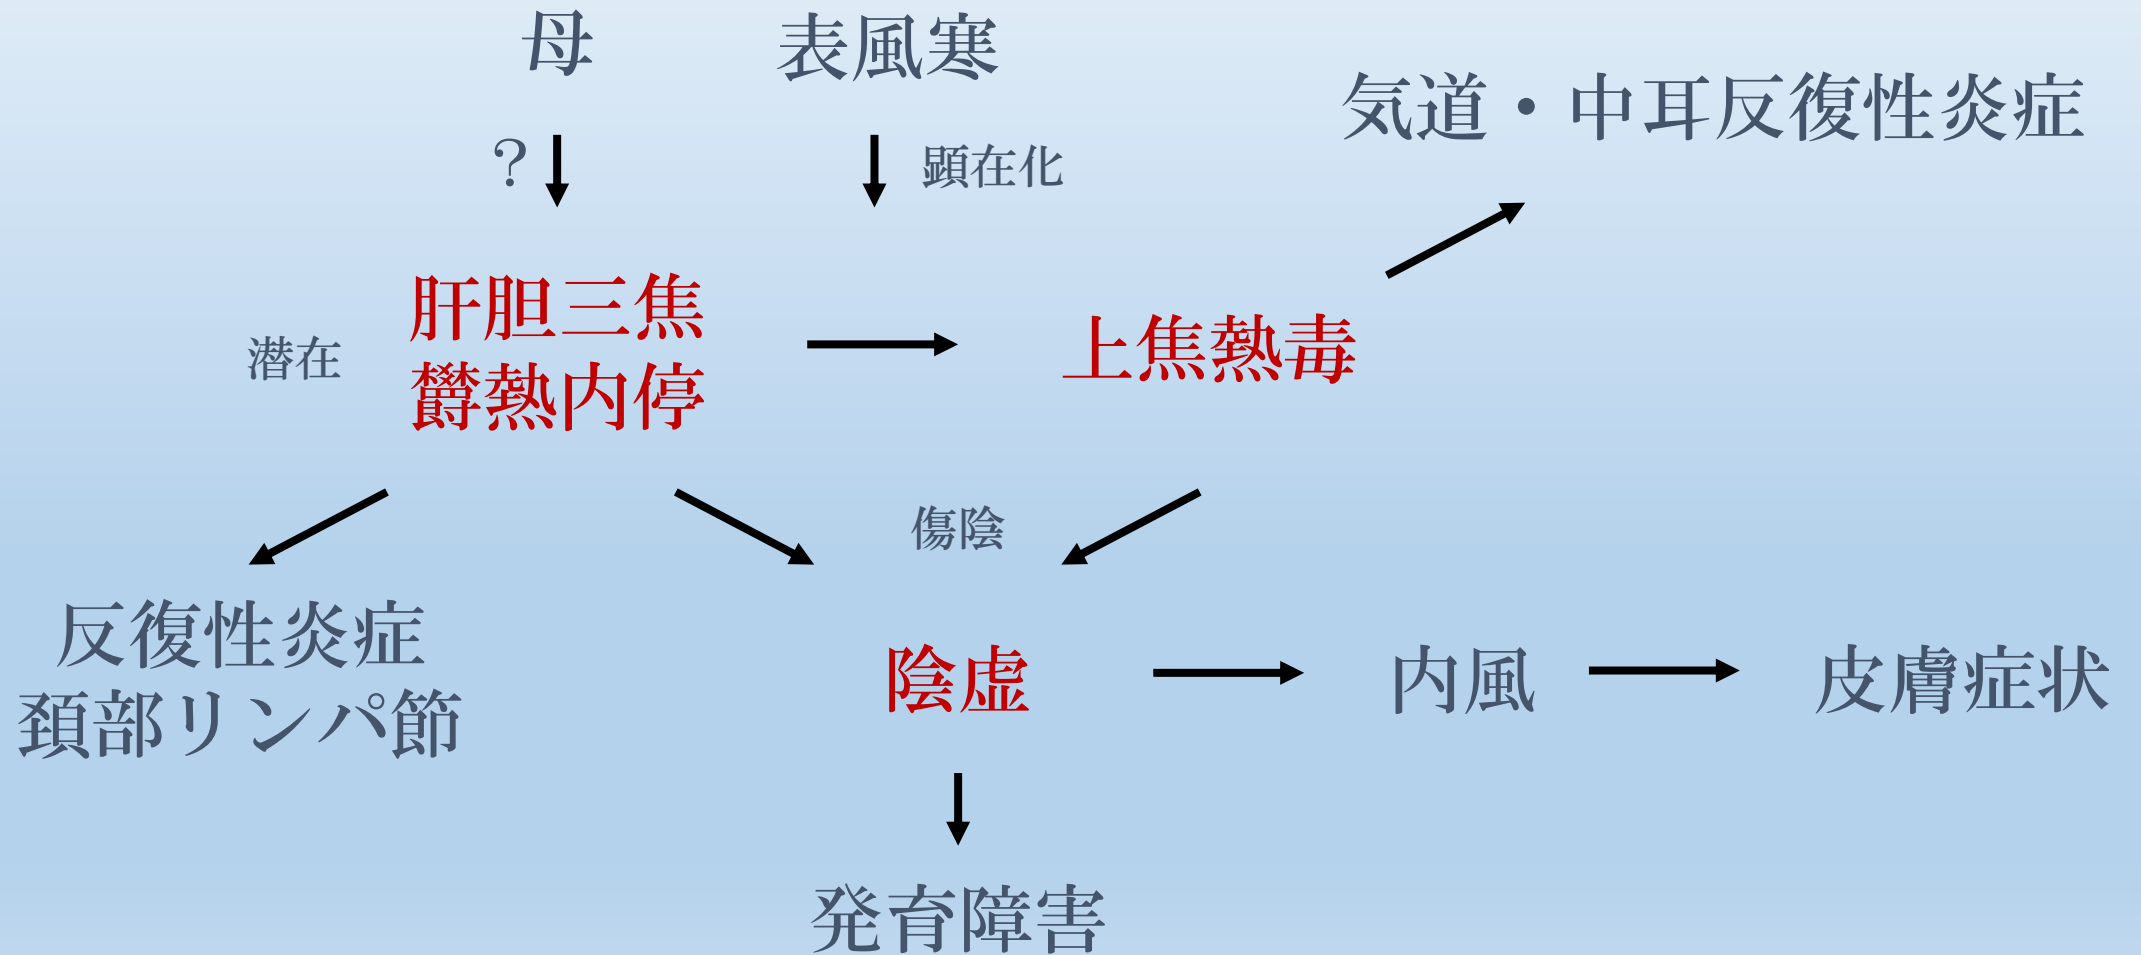 母
表風寒
気道・中耳反復性炎症
？
顕在化
肝胆三焦
欝熱内停
潜在
上焦熱毒
傷陰
反復性炎症
頚部リンパ節
陰虚
内風
皮膚症状
発育障害